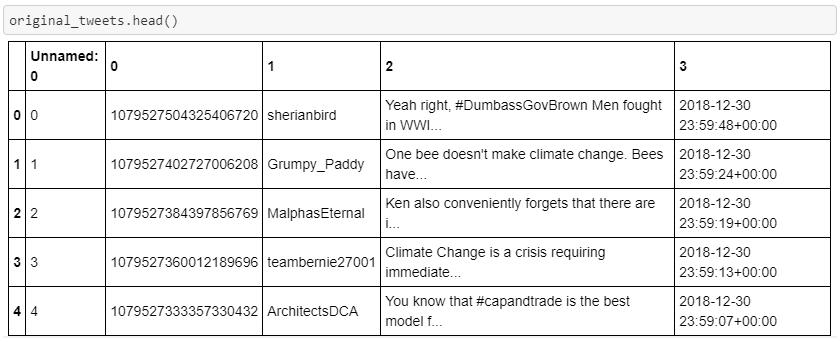 original_tweets.head()
Unnamed: 0 0 1 2 3
0 0 1079527504325406720 sherianbird Yeah right, #DumbassGovBrown Men fought in WWI... 2018-12-30 23:59:48+00:00
1 1 1079527402727006208 Grumpy_Paddy One bee doesn't make climate change. Bees have... 2018-12-30 23:59:24+00:00
2 2 1079527384397856769 MalphasEternal Ken also conveniently forgets that there are i... 2018-12-30 23:59:19+00:00
3 3 1079527360012189696 teambernie27001 Climate Change is a crisis requiring immediate... 2018-12-30 23:59:13+00:00
4 4 1079527333357330432 ArchitectsDCA You know that #capandtrade is the best model f... 2018-12-30 23:59:07+00:00